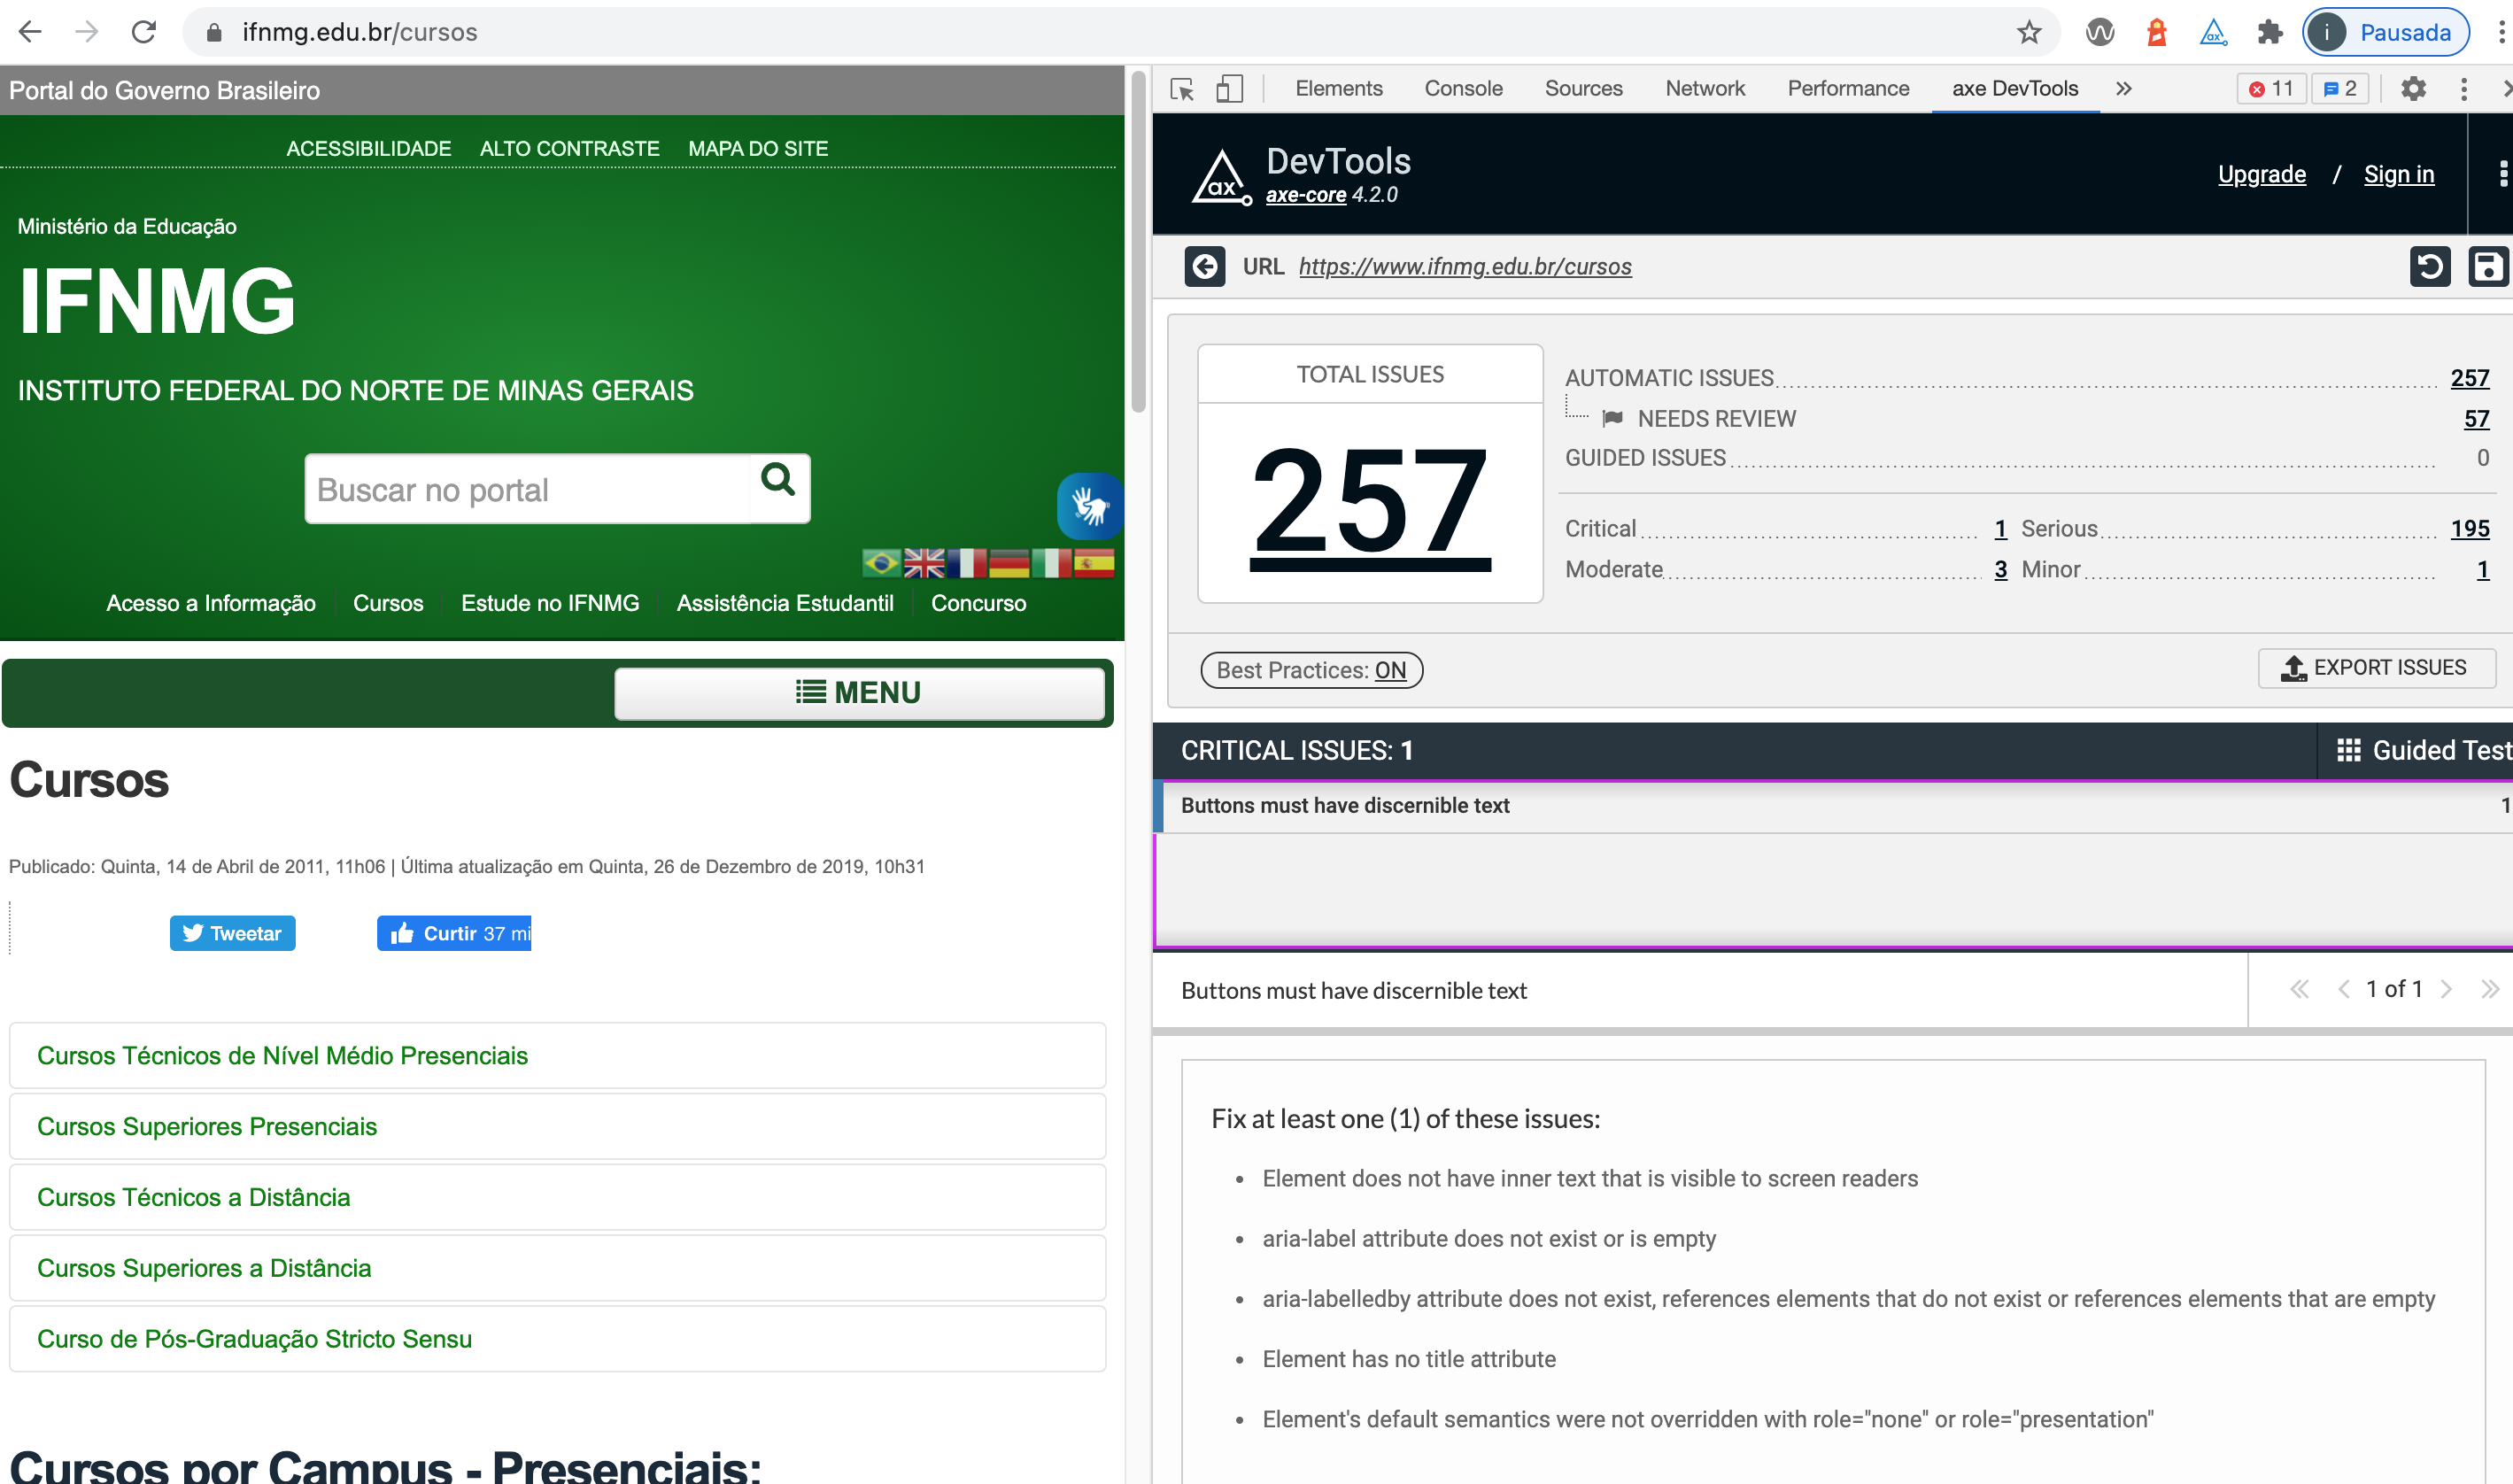 ifnmg.edu.br/cursos
Pausada
Portal do Governo Brasileiro
ACESSIBILIDADE ALTO CONTRASTE MAPA DO SITE
Ministério da Educação
IFNMG
INSTITUTO FEDERAL DO NORTE DE MINAS GERAIS
Buscar no portal
Acesso a Informação Cursos Estude no IFNMG Assistência Estudantil Concurso
MENU
Cursos
Publicado: Quinta, 14 de Abril de 2011, 11h06 | Última atualização em Quinta, 26 de Dezembro de 2019, 10h31
Tweetar Curtir 37 mi
Cursos Técnicos de Nível Médio Presenciais
Cursos Superiores Presenciais
Cursos Técnicos a Distância
Cursos Superiores a Distância
Curso de Pós-Graduação Stricto Sensu
Cursos por Campus - Presenciais:
Elements Console Sources Network Performance axe DevTools » 11 2
ax DevTools
axe-core 4.2.0
Upgrade / Sign in
URL https://www.ifnmg.edu.br/cursos
TOTAL ISSUES
257
AUTOMATIC ISSUES 257
NEEDS REVIEW 57
GUIDED ISSUES 0
Critical 1 Serious 195
Moderate 3 Minor 1
Best Practices: ON
EXPORT ISSUES
CRITICAL ISSUES: 1
Guided Test
Buttons must have discernible text 1
Buttons must have discernible text
1 of 1
Fix at least one (1) of these issues:
• Element does not have inner text that is visible to screen readers
• aria-label attribute does not exist or is empty
• aria-labelledby attribute does not exist, references elements that do not exist or references elements that are empty
• Element has no title attribute
• Element's default semantics were not overridden with role="none" or role="presentation"